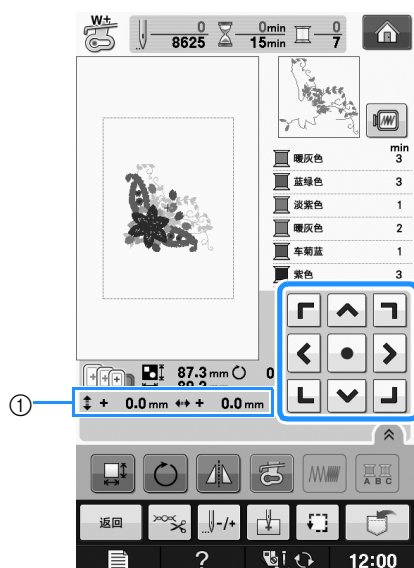 W+
0
8625
0min
15min
0
7
min
暖灰色 3
蓝绿色 3
淡紫色 1
暖灰色 2
车菊蓝 1
紫色 3
87.3 mm 0
① + 0.0 mm + 0.0 mm
A B C
返回 -/+
? 12:00